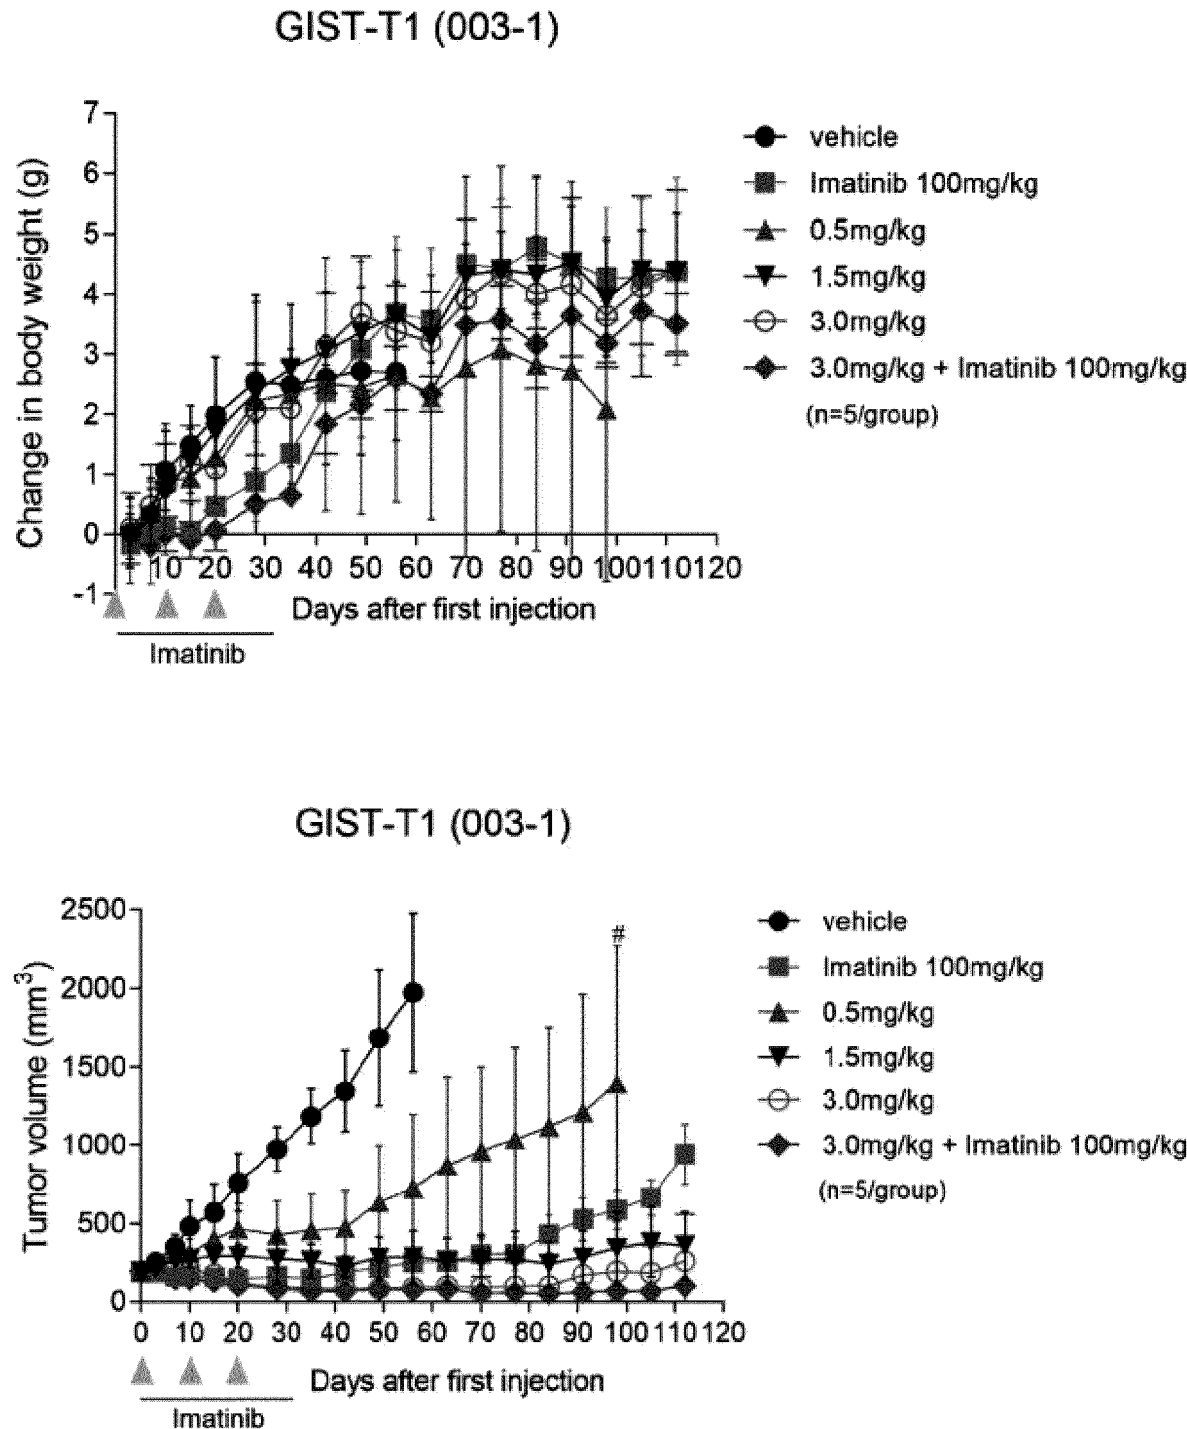 GIST-T1 (003-1)
7
6
5
4
3
2
1
0
-1
Change in body weight (g)
10 20 30 40 50 60 70 80 90 100 110 120
Days after first injection
Imatinib
vehicle
Imatinib 100mg/kg
0.5mg/kg
1.5mg/kg
3.0mg/kg
3.0mg/kg + Imatinib 100mg/kg
(n=5/group)
GIST-T1 (003-1)
2500
2000
1500
1000
500
0
Tumor volume (mm³)
#
0 10 20 30 40 50 60 70 80 90 100 110 120
Days after first injection
Imatinib
vehicle
Imatinib 100mg/kg
0.5mg/kg
1.5mg/kg
3.0mg/kg
3.0mg/kg + Imatinib 100mg/kg
(n=5/group)